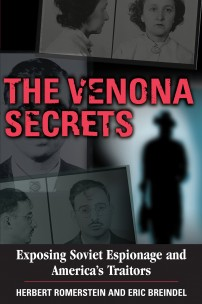 THE VENONA
SECRETS
Exposing Soviet Espionage and
America's Traitors
HERBERT ROMERSTEIN AND ERIC BREINDEL